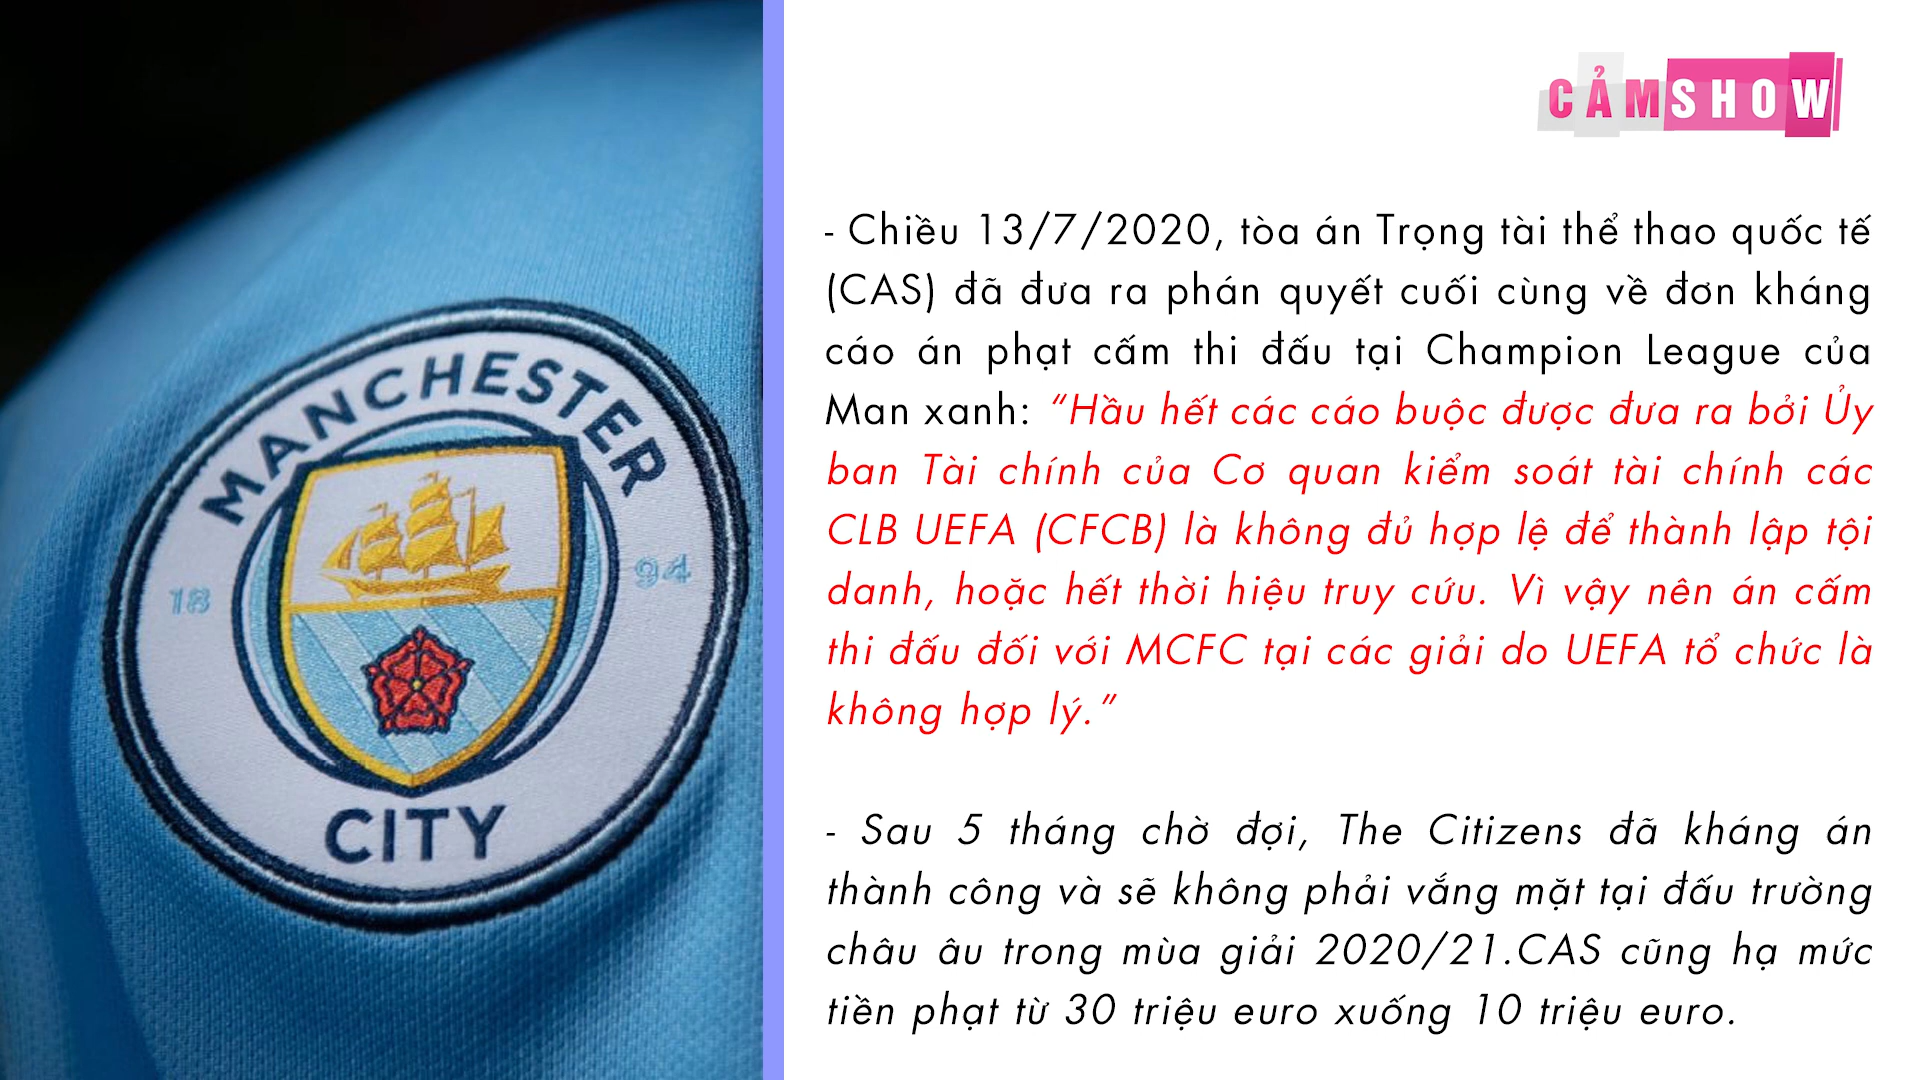 MANCHESTER
18 94
CITY
CẢMSHOW
- Chiều 13/7/2020, tòa án Trọng tài thể thao quốc tế
(CAS) đã đưa ra phán quyết cuối cùng về đơn kháng
cáo án phạt cấm thi đấu tại Champion League của
Man xanh: “Hầu hết các cáo buộc được đưa ra bởi Ủy
ban Tài chính của Cơ quan kiểm soát tài chính các
CLB UEFA (CFCB) là không đủ hợp lệ để thành lập tội
danh, hoặc hết thời hiệu truy cứu. Vì vậy nên án cấm
thi đấu đối với MCFC tại các giải do UEFA tổ chức là
không hợp lý.”
- Sau 5 tháng chờ đợi, The Citizens đã kháng án
thành công và sẽ không phải vắng mặt tại đấu trường
châu âu trong mùa giải 2020/21.CAS cũng hạ mức
tiền phạt từ 30 triệu euro xuống 10 triệu euro.